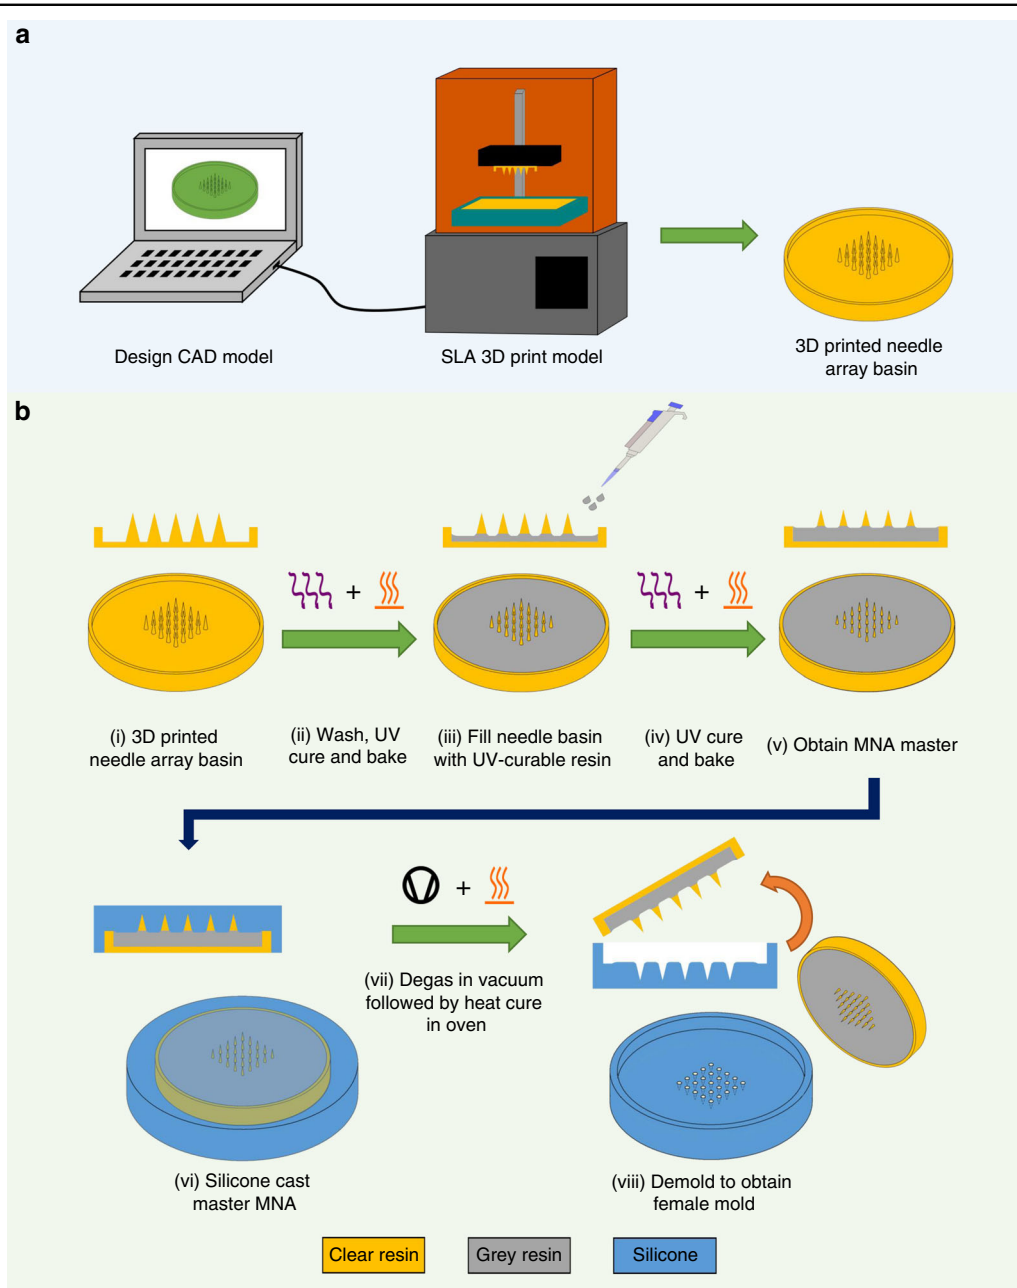 a
Design CAD model
SLA 3D print model
3D printed needle
array basin
b
+
+
(i) 3D printed
needle array basin
(ii) Wash, UV
cure and bake
(iii) Fill needle basin
with UV-curable resin
(iv) UV cure
and bake
(v) Obtain MNA master
+
(vii) Degas in vacuum
followed by heat cure
in oven
(vi) Silicone cast
master MNA
(viii) Demold to obtain
female mold
Clear resin
Grey resin
Silicone